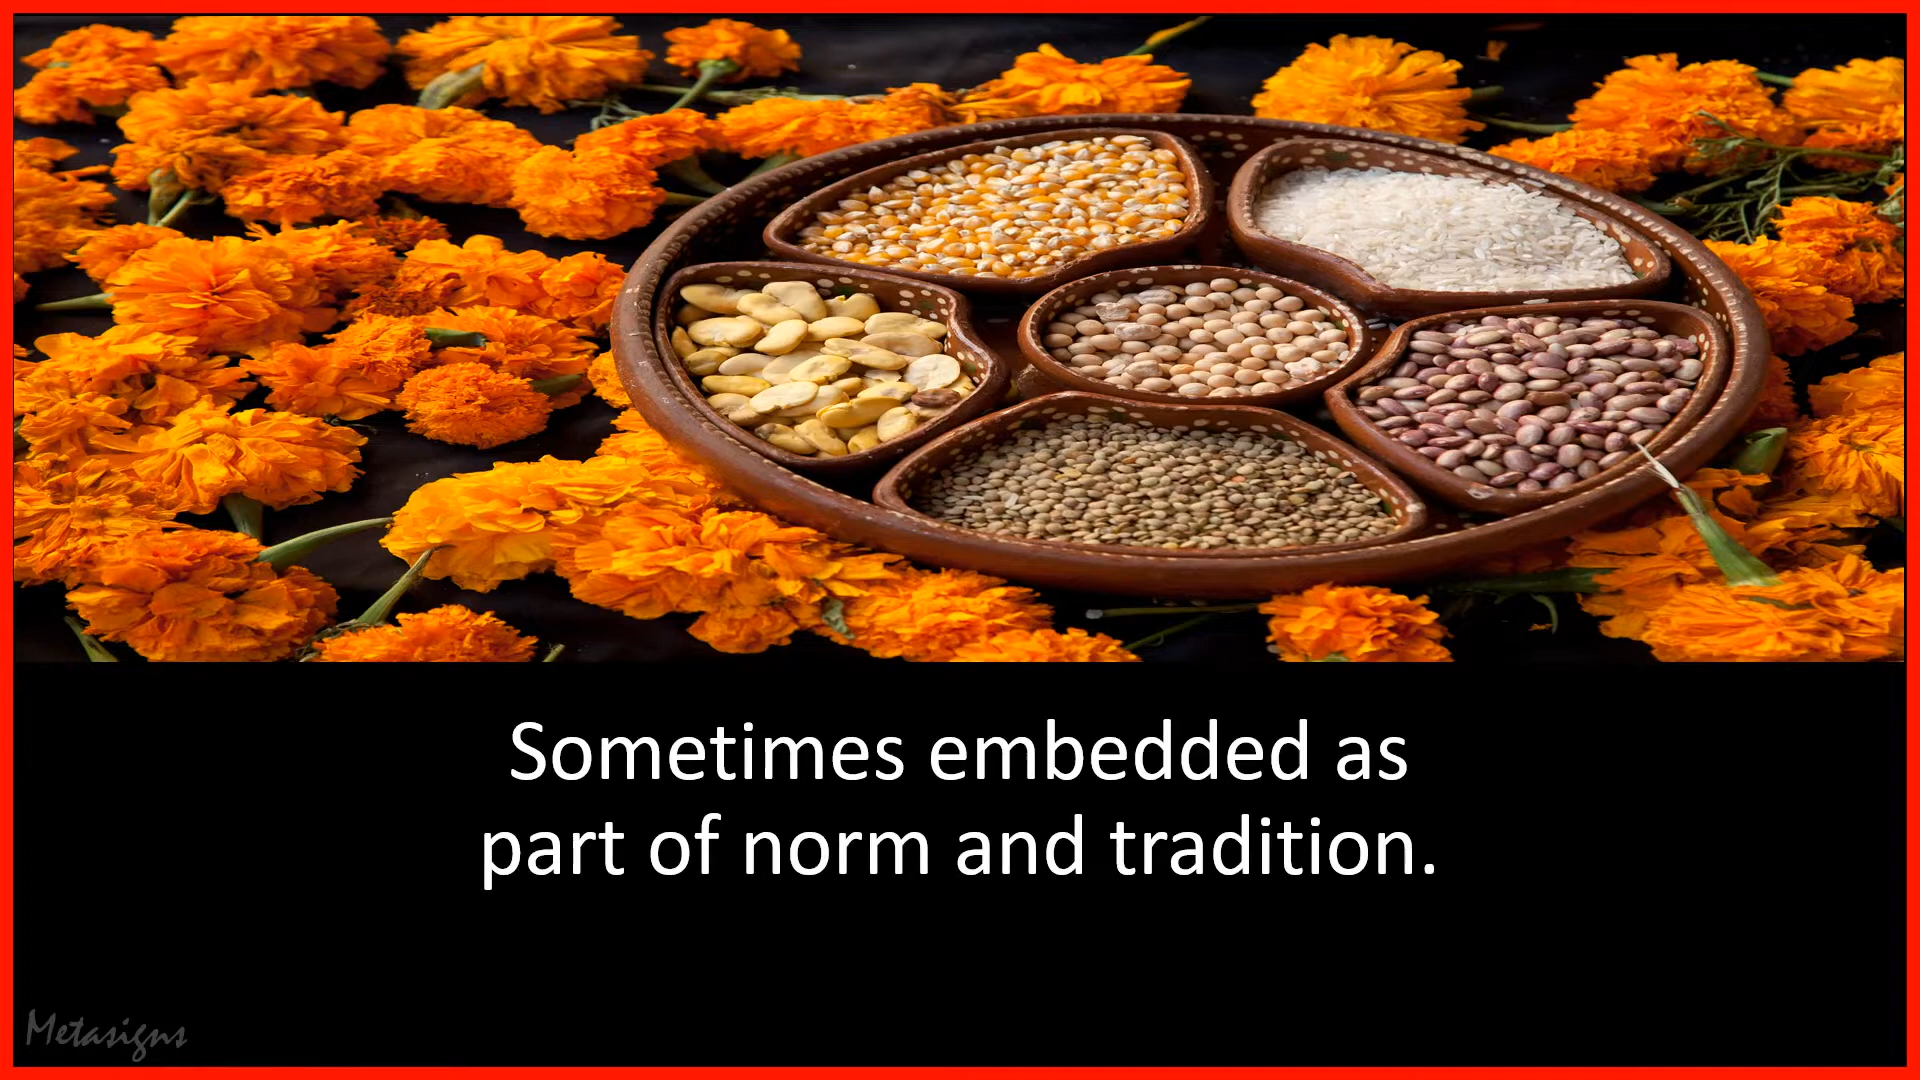 Sometimes embedded as
part of norm and tradition.
Metasigns